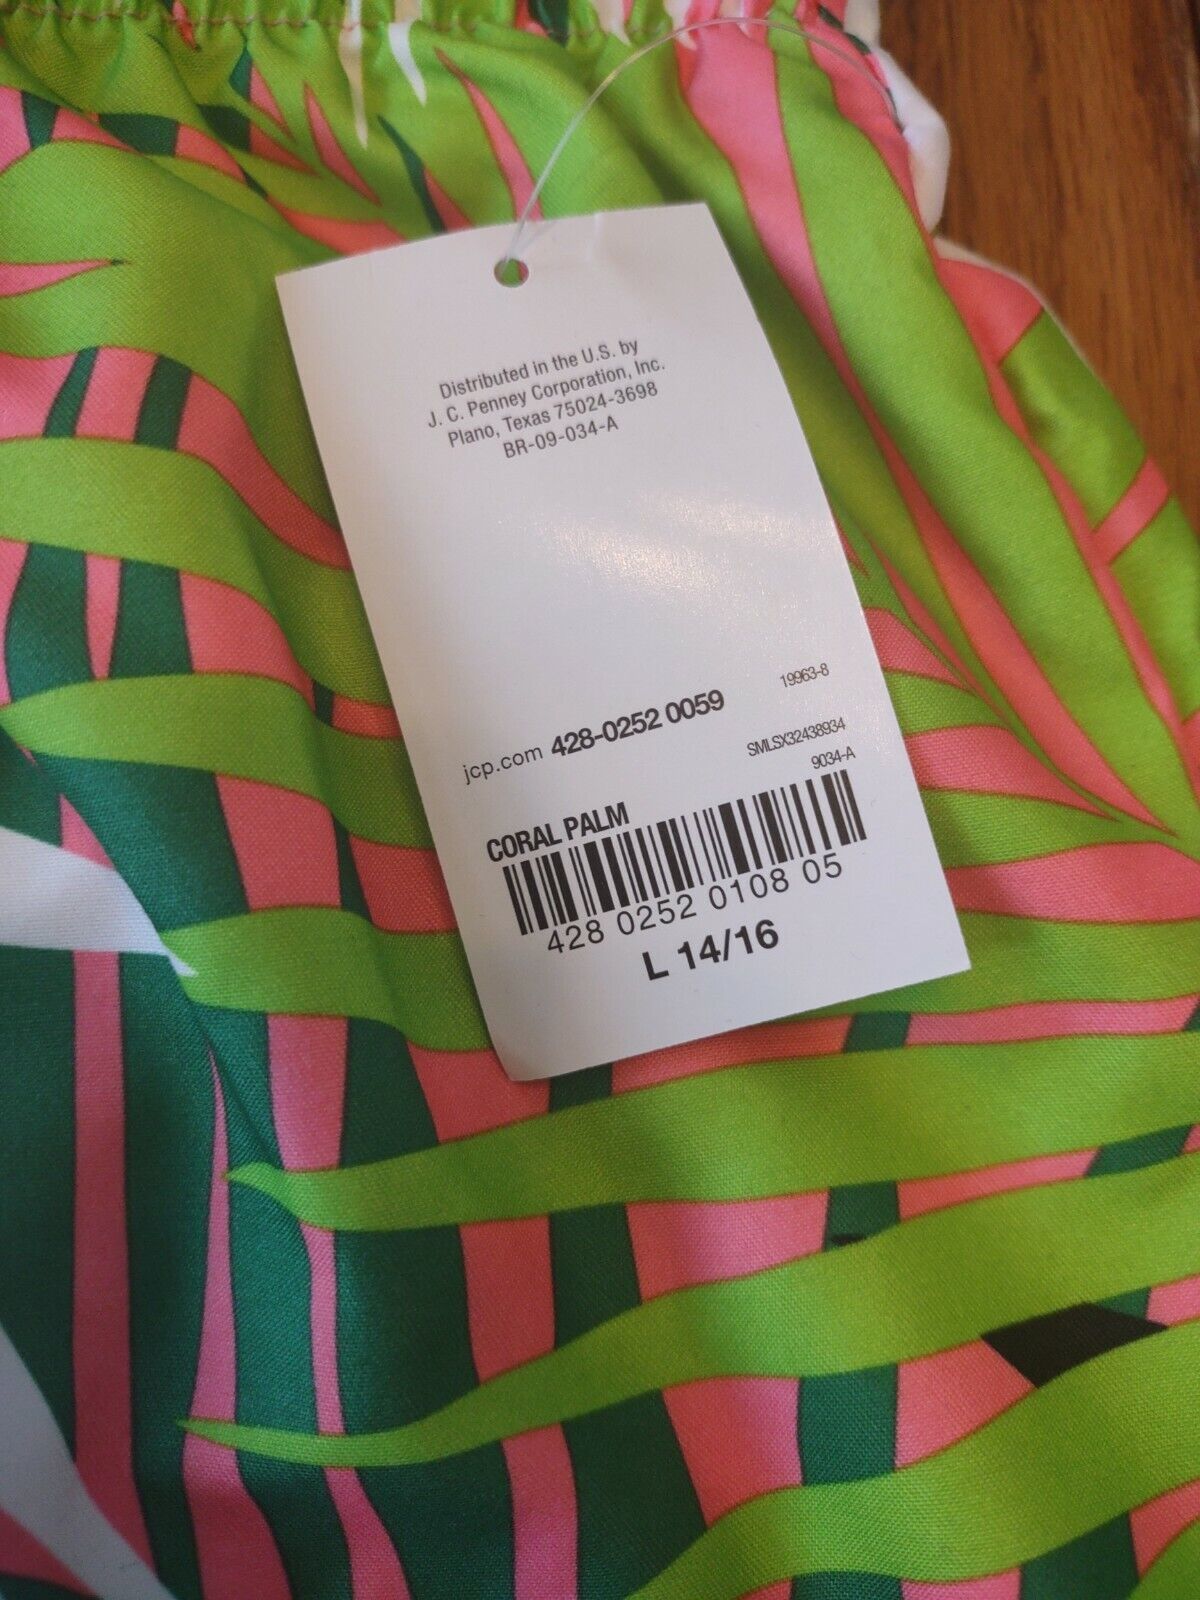 Distributed in the U.S. by
J. C. Penney Corporation, Inc.
Plano, Texas 75024-3698
BR-09-034-A
19963-8
jcp.com 428-0252 0059
SMLSX32438934
9034-A
CORAL PALM
428 0252 0108 05
L 14/16